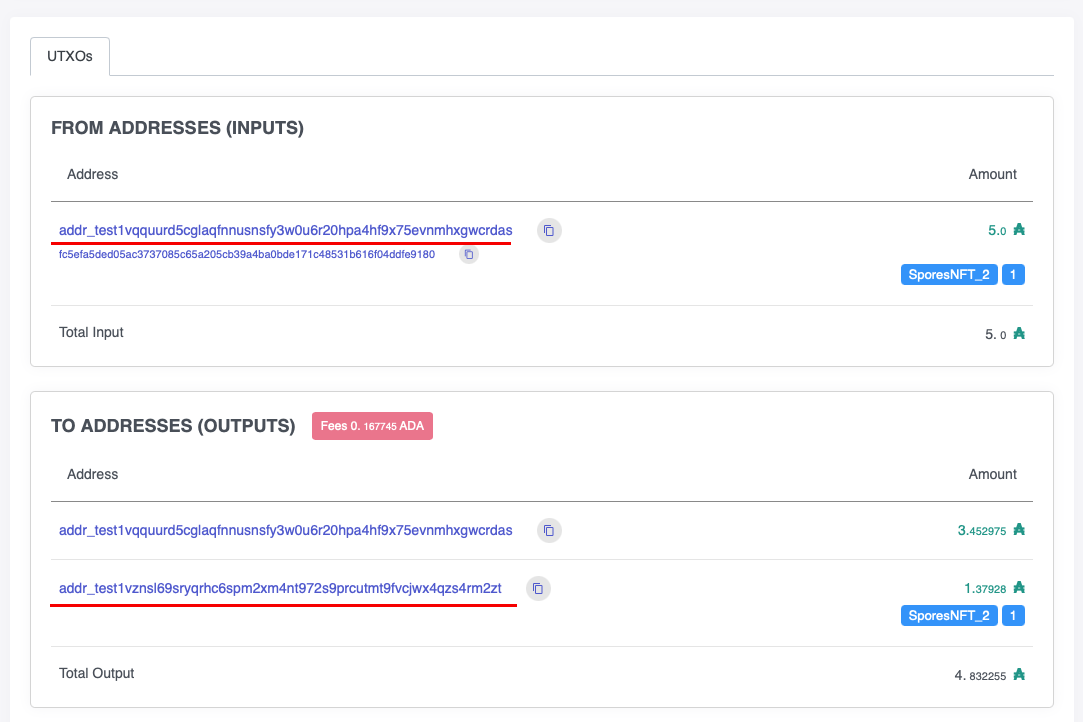 UTXOs
FROM ADDRESSES (INPUTS)
Address Amount
addr_test1vqquurd5cglaqfnnusnsfy3w0u6r20hpa4hf9x75evnmhxgwcrdas 5.0 ₳
fc5efa5ded05ac3737085c65a205cb39a4ba0bde171c48531b616f04ddfe9180
SporesNFT_2 1
Total Input 5. 0 ₳
TO ADDRESSES (OUTPUTS) Fees 0. 167745 ADA
Address Amount
addr_test1vqquurd5cglaqfnnusnsfy3w0u6r20hpa4hf9x75evnmhxgwcrdas 3.452975 ₳
addr_test1vznsl69sryqrhc6spm2xm4nt972s9prcutmt9fvcjwx4qzs4rm2zt 1.37928 ₳
SporesNFT_2 1
Total Output 4. 832255 ₳